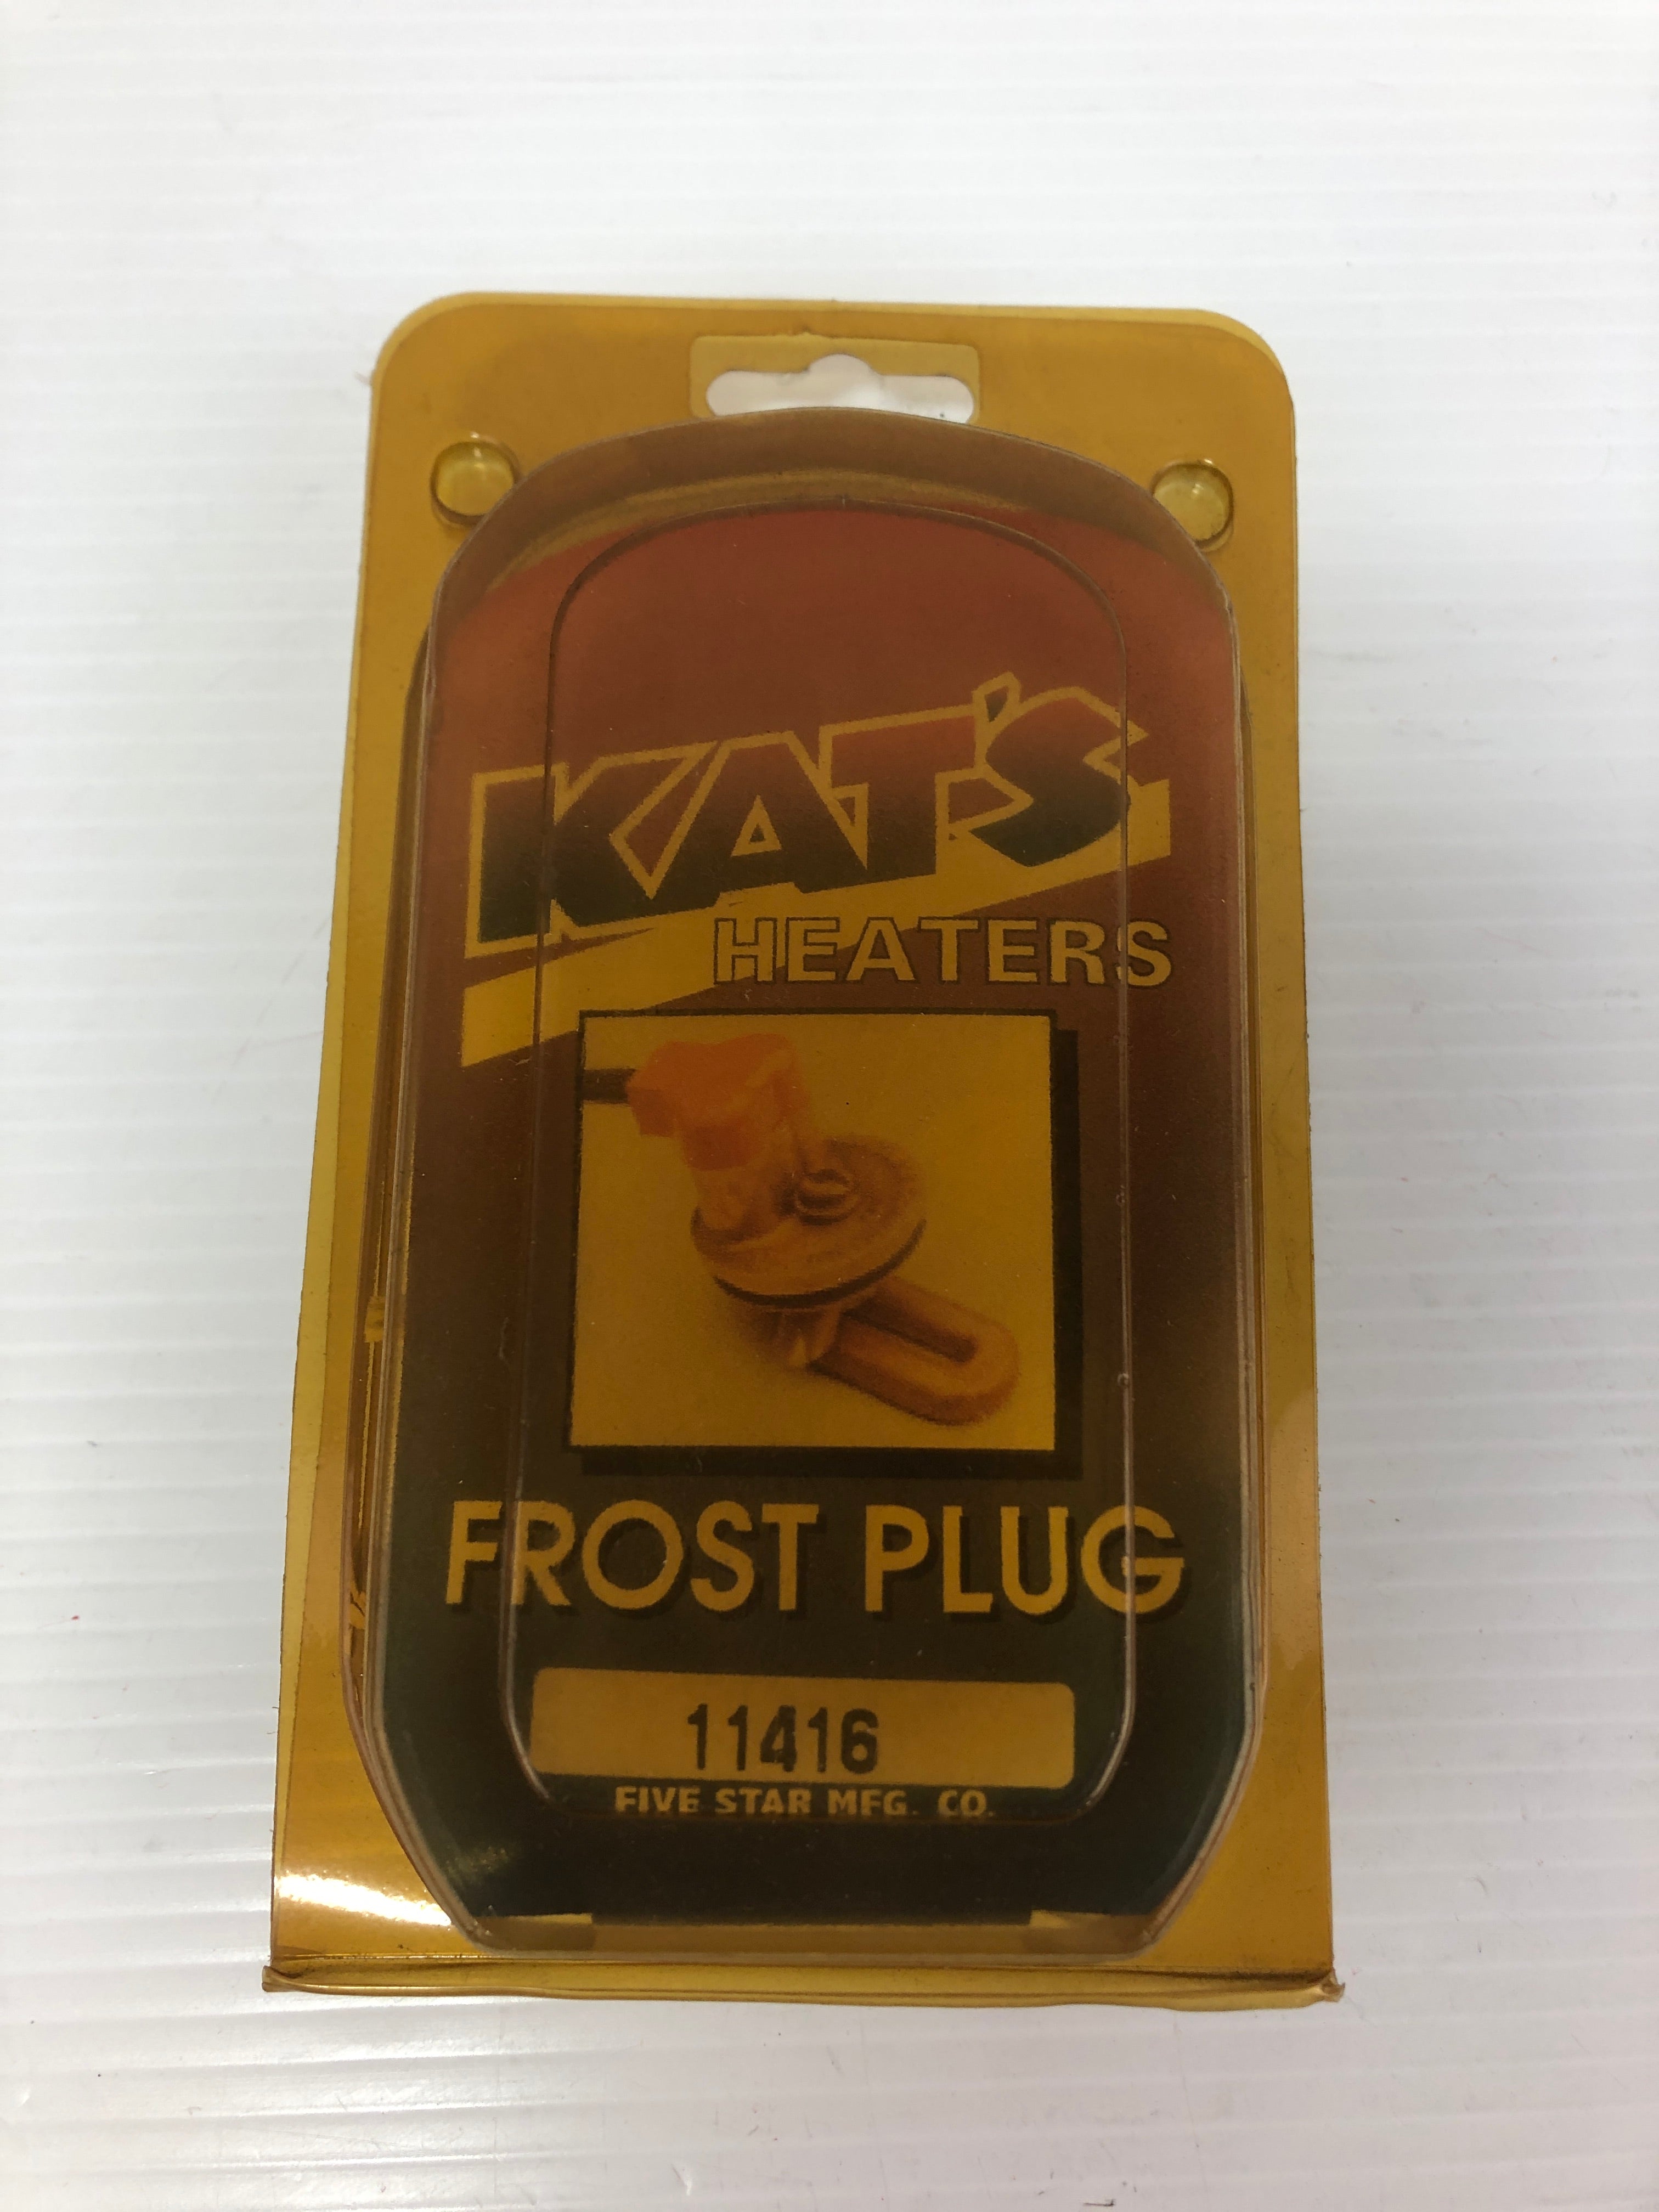 KAT'S
HEATERS
FROST PLUG
11416
FIVE STAR MFG. CO.